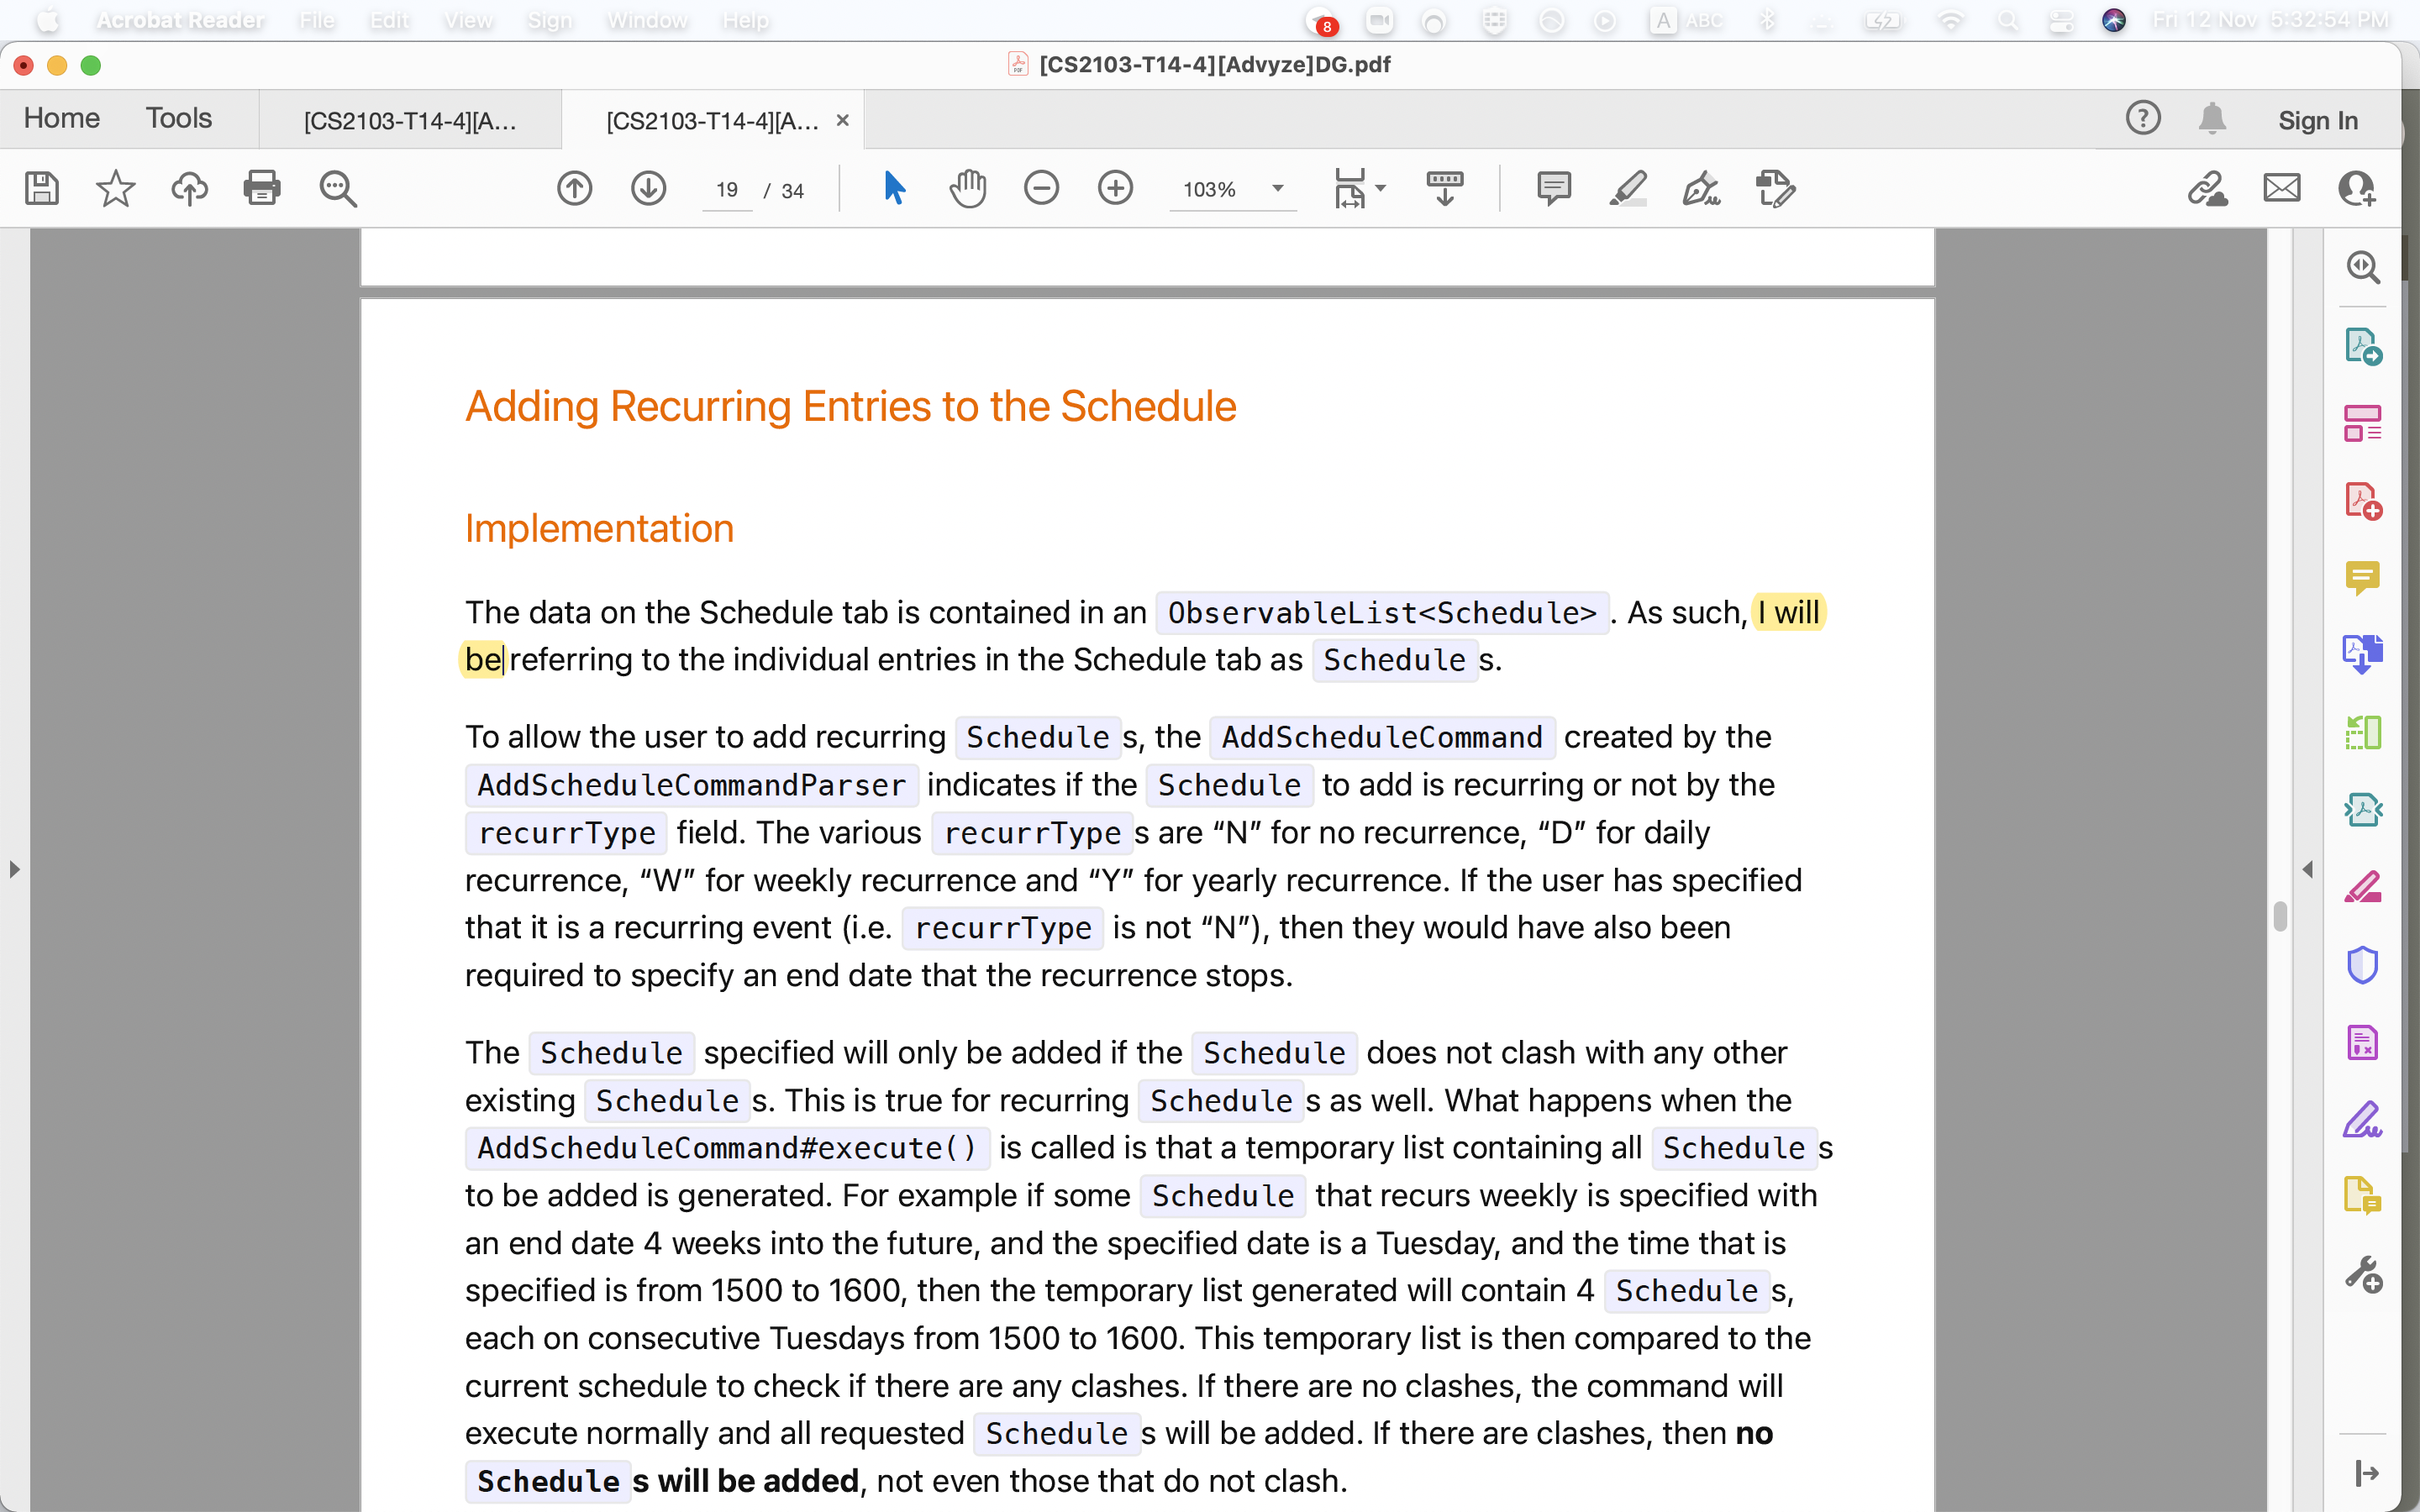 Acrobat Reader File Edit View Sign Window Help 8 A ABC Fri 12 Nov 5:32:54 PM
[CS2103-T14-4][Advyze]DG.pdf
Home Tools [CS2103-T14-4][A... [CS2103-T14-4][A... × ? Sign In
19 / 34 103%
Adding Recurring Entries to the Schedule
Implementation
The data on the Schedule tab is contained in an ObservableList<Schedule> . As such, I will
be referring to the individual entries in the Schedule tab as Schedule s.
To allow the user to add recurring Schedule s, the AddScheduleCommand created by the
AddScheduleCommandParser indicates if the Schedule to add is recurring or not by the
recurrType field. The various recurrType s are “N” for no recurrence, “D” for daily
recurrence, “W” for weekly recurrence and “Y” for yearly recurrence. If the user has specified
that it is a recurring event (i.e. recurrType is not “N”), then they would have also been
required to specify an end date that the recurrence stops.
The Schedule specified will only be added if the Schedule does not clash with any other
existing Schedule s. This is true for recurring Schedule s as well. What happens when the
AddScheduleCommand#execute() is called is that a temporary list containing all Schedule s
to be added is generated. For example if some Schedule that recurs weekly is specified with
an end date 4 weeks into the future, and the specified date is a Tuesday, and the time that is
specified is from 1500 to 1600, then the temporary list generated will contain 4 Schedule s,
each on consecutive Tuesdays from 1500 to 1600. This temporary list is then compared to the
current schedule to check if there are any clashes. If there are no clashes, the command will
execute normally and all requested Schedule s will be added. If there are clashes, then no
Schedule s will be added, not even those that do not clash.